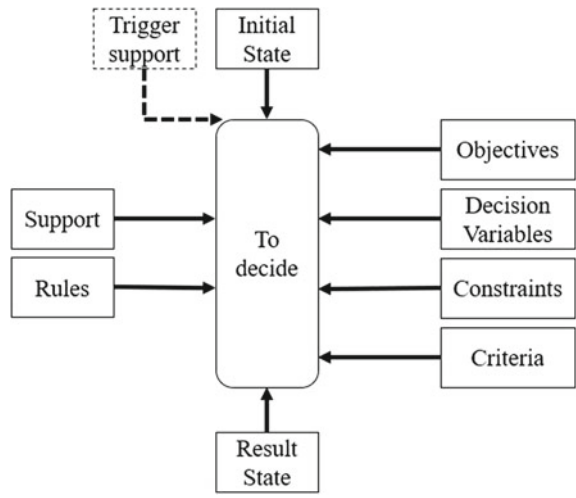 Trigger
support
Initial
State
Objectives
Support
Decision
Variables
To
decide
Rules
Constraints
Criteria
Result
State